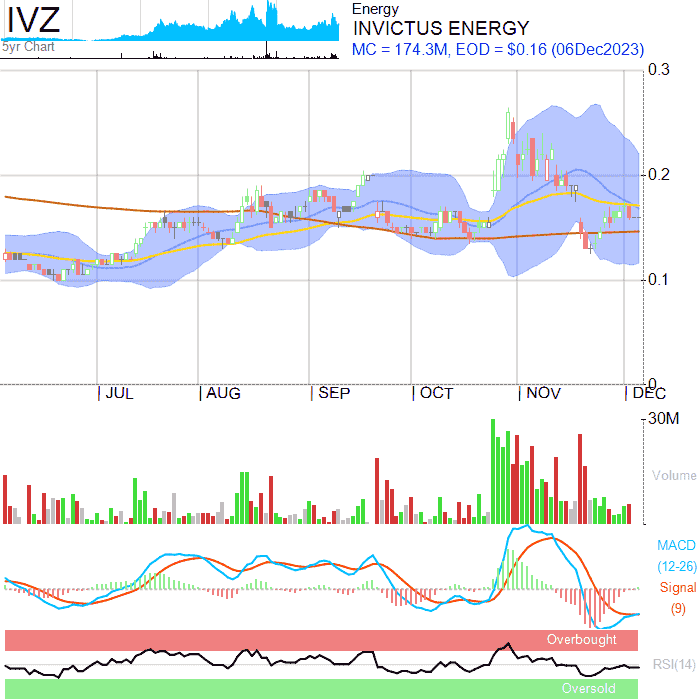 IVZ
5yr Chart
Energy
INVICTUS ENERGY
MC = 174.3M, EOD = $0.16 (06Dec2023)
0.3
0.2
0.1
0
JUL AUG SEP OCT NOV DEC
30M
Volume
MACD
(12-26)
Signal
(9)
Overbought
RSI(14)
Oversold